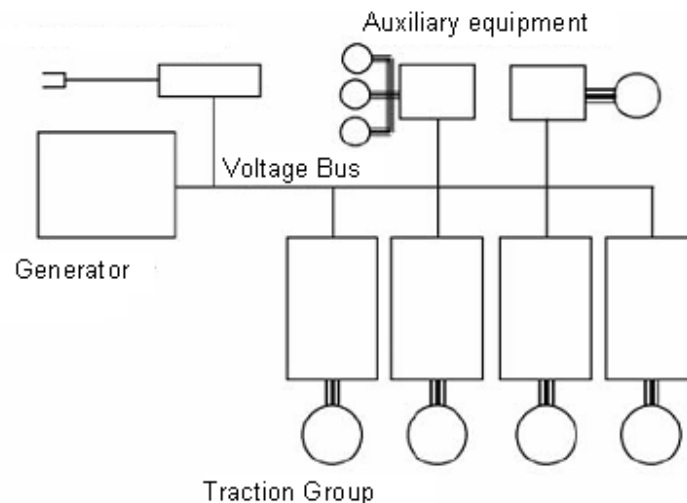 Auxiliary equipment
Voltage Bus
Generator
Traction Group